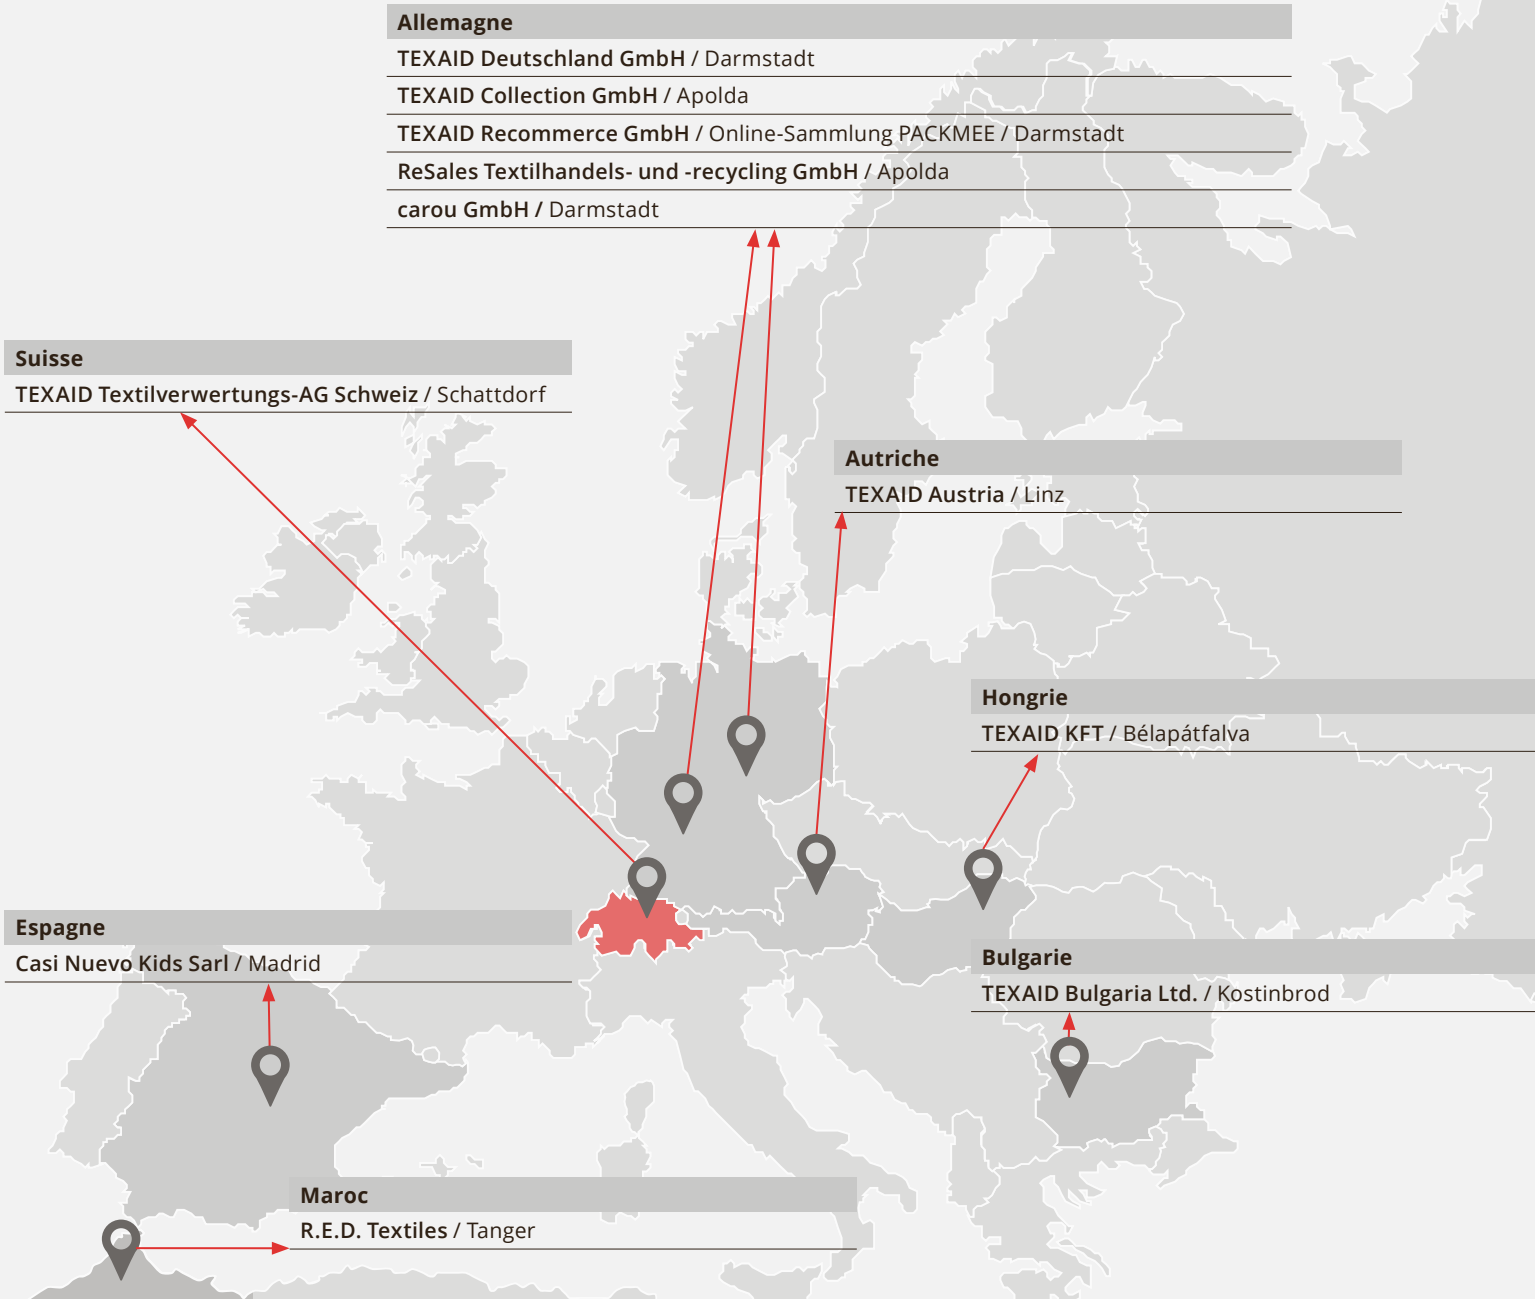 Allemagne
TEXAID Deutschland GmbH / Darmstadt
TEXAID Collection GmbH / Apolda
TEXAID Recommerce GmbH / Online-Sammlung PACKMEE / Darmstadt
ReSales Textilhandels- und -recycling GmbH / Apolda
carou GmbH / Darmstadt
Suisse
TEXAID Textilverwertungs-AG Schweiz / Schattdorf
Autriche
TEXAID Austria / Linz
Hongrie
TEXAID KFT / Bélapátfalva
Espagne
Casi Nuevo Kids Sarl / Madrid
Bulgarie
TEXAID Bulgaria Ltd. / Kostinbrod
Maroc
R.E.D. Textiles / Tanger